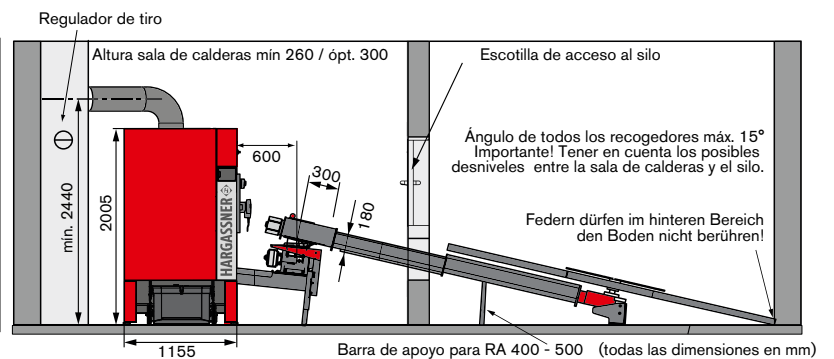 Regulador de tiro
Altura sala de calderas mín 260 / ópt. 300
Escotilla de acceso al silo
Ángulo de todos los recogedores máx. 15°
Importante! Tener en cuenta los posibles
desniveles entre la sala de calderas y el silo.
600
300
180
min. 2440
2005
HARGASSNER
Federn dürfen im hinteren Bereich
den Boden nicht berühren!
1155
Barra de apoyo para RA 400 - 500 (todas las dimensiones en mm)